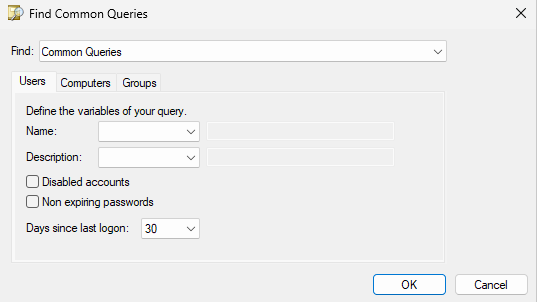 Find Common Queries
Find: Common Queries
Users Computers Groups
Define the variables of your query.
Name:
Description:
Disabled accounts
Non expiring passwords
Days since last logon: 30
OK Cancel